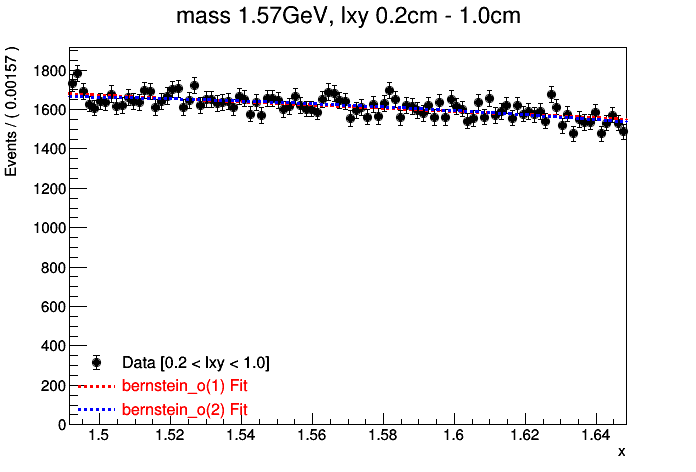 mass 1.57GeV, lxy 0.2cm - 1.0cm
Events / ( 0.00157 )
1800
1600
1400
1200
1000
800
600
400
200
0
Data [0.2 < lxy < 1.0]
bernstein_o(1) Fit
bernstein_o(2) Fit
1.5 1.52 1.54 1.56 1.58 1.6 1.62 1.64
x